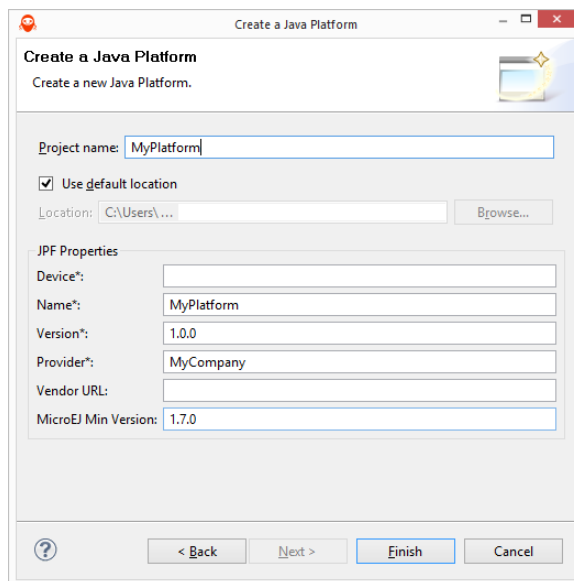 Create a Java Platform
Create a Java Platform
Create a new Java Platform.
Project name: MyPlatform
Use default location
Location: C:\Users\ ... Browse...
JPF Properties
Device*:
Name*: MyPlatform
Version*: 1.0.0
Provider*: MyCompany
Vendor URL:
MicroEJ Min Version: 1.7.0
? < Back Next > Finish Cancel